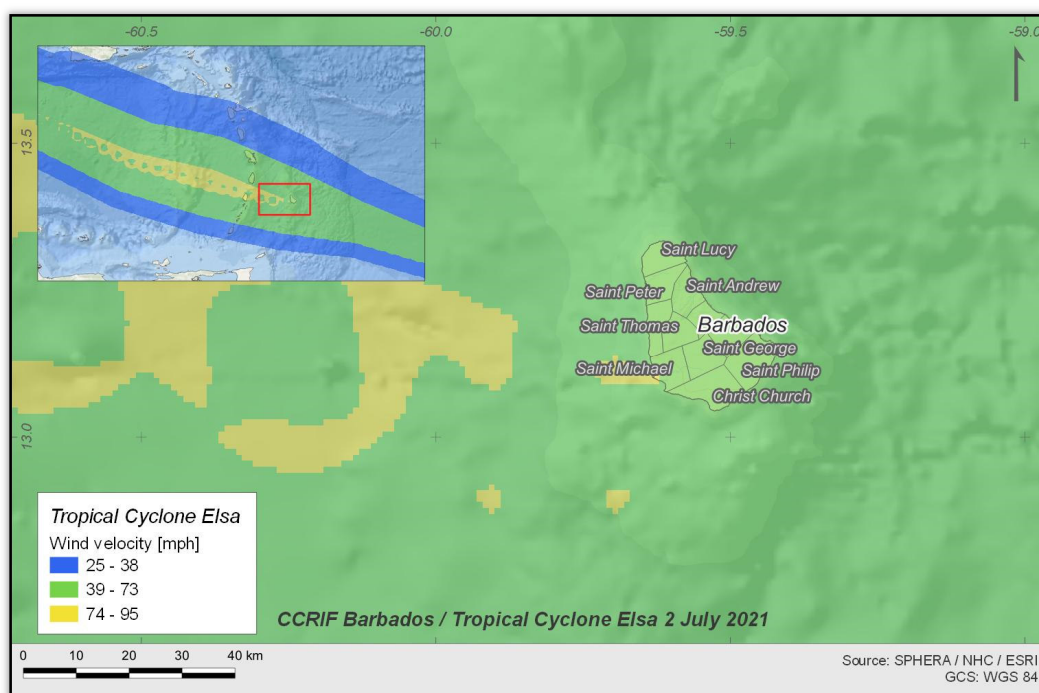 -60.5
-60.0
-59.5
-59.0
13.5
13.0
Saint Lucy
Saint Peter
Saint Andrew
Saint Thomas
Barbados
Saint George
Saint Michael
Saint Philip
Christ Church
Tropical Cyclone Elsa
Wind velocity [mph]
25 - 38
39 - 73
74 - 95
CCRIF Barbados / Tropical Cyclone Elsa 2 July 2021
0 10 20 30 40 km
Source: SPHERA / NHC / ESRI
GCS: WGS 84